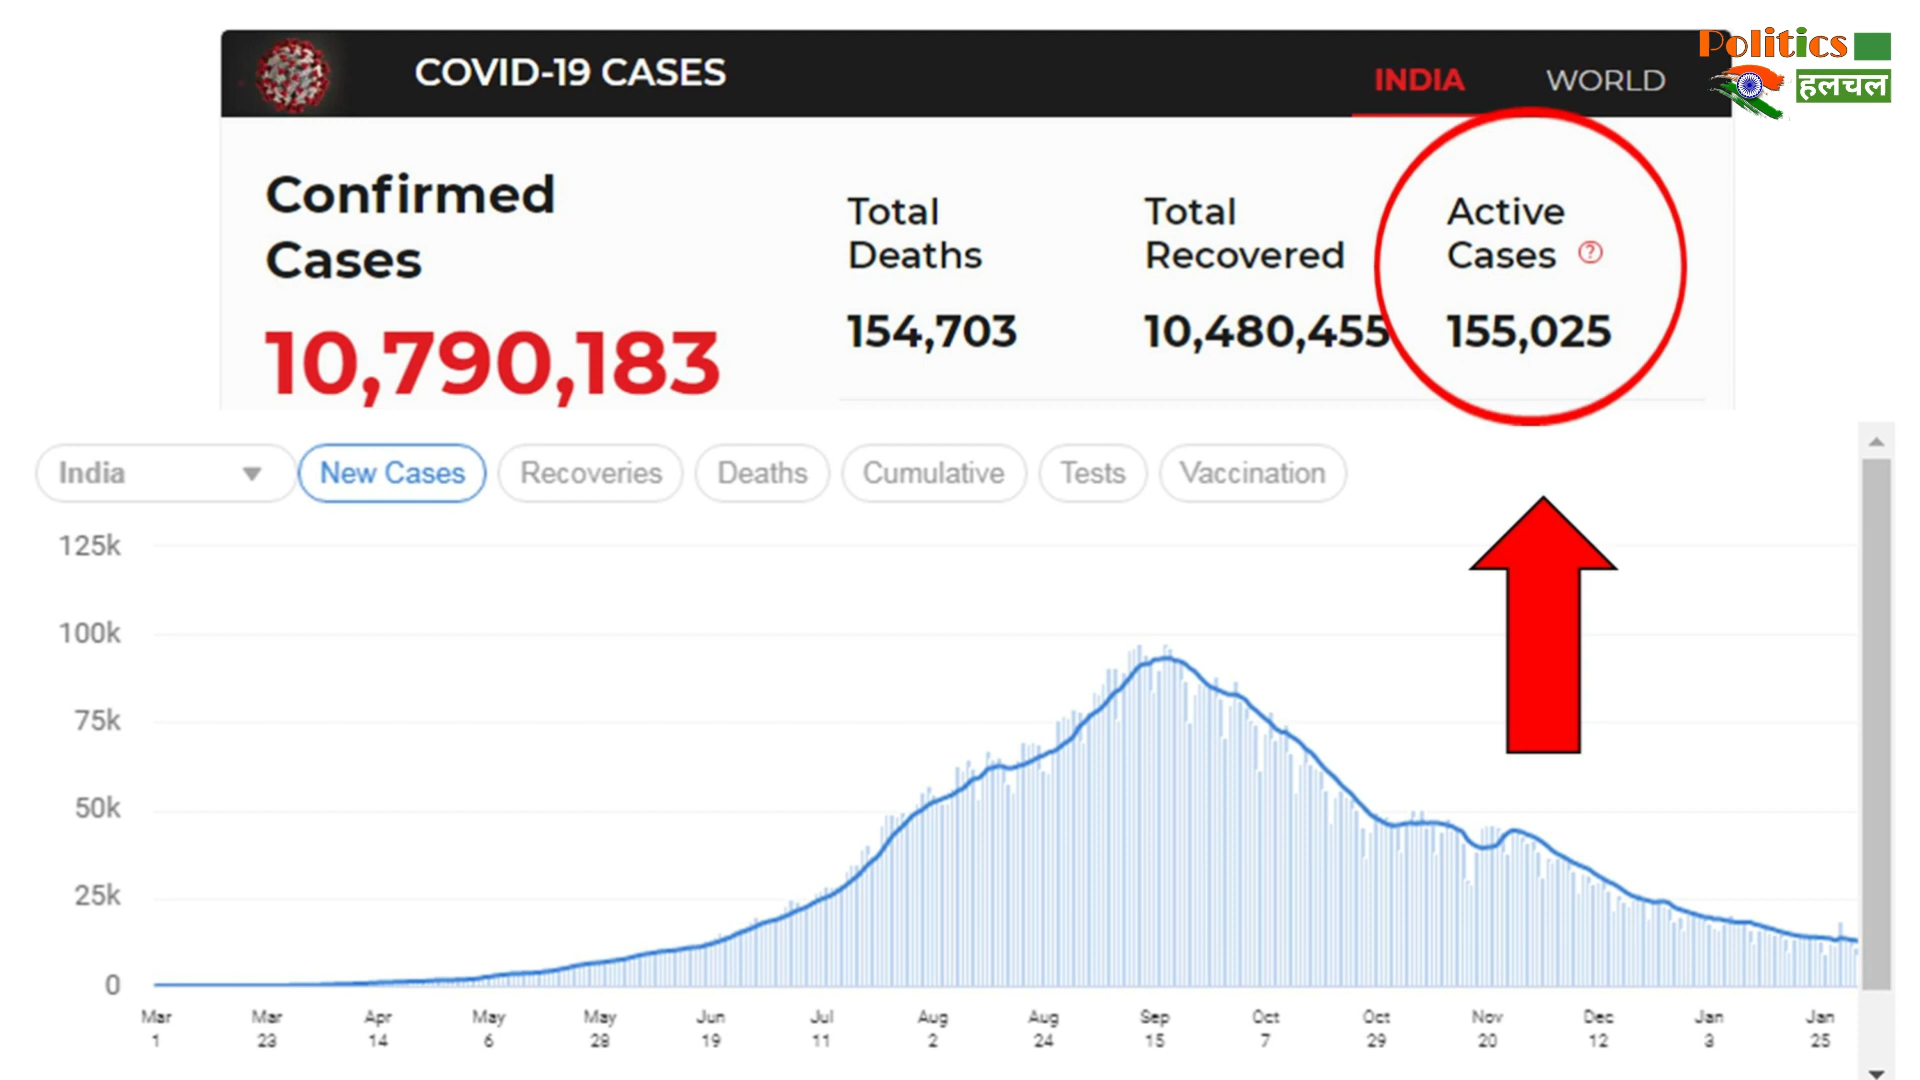 Politics
हलचल
COVID-19 CASES
INDIA WORLD
Confirmed
Cases
10,790,183
Total
Deaths
154,703
Total
Recovered
10,480,455
Active
Cases ?
155,025
India New Cases Recoveries Deaths Cumulative Tests Vaccination
125k
100k
75k
50k
25k
0
Mar Mar Apr May May Jun Jul Aug Aug Sep Oct Oct Nov Dec Jan Jan
1 23 14 6 28 19 11 2 24 15 7 29 20 12 3 25